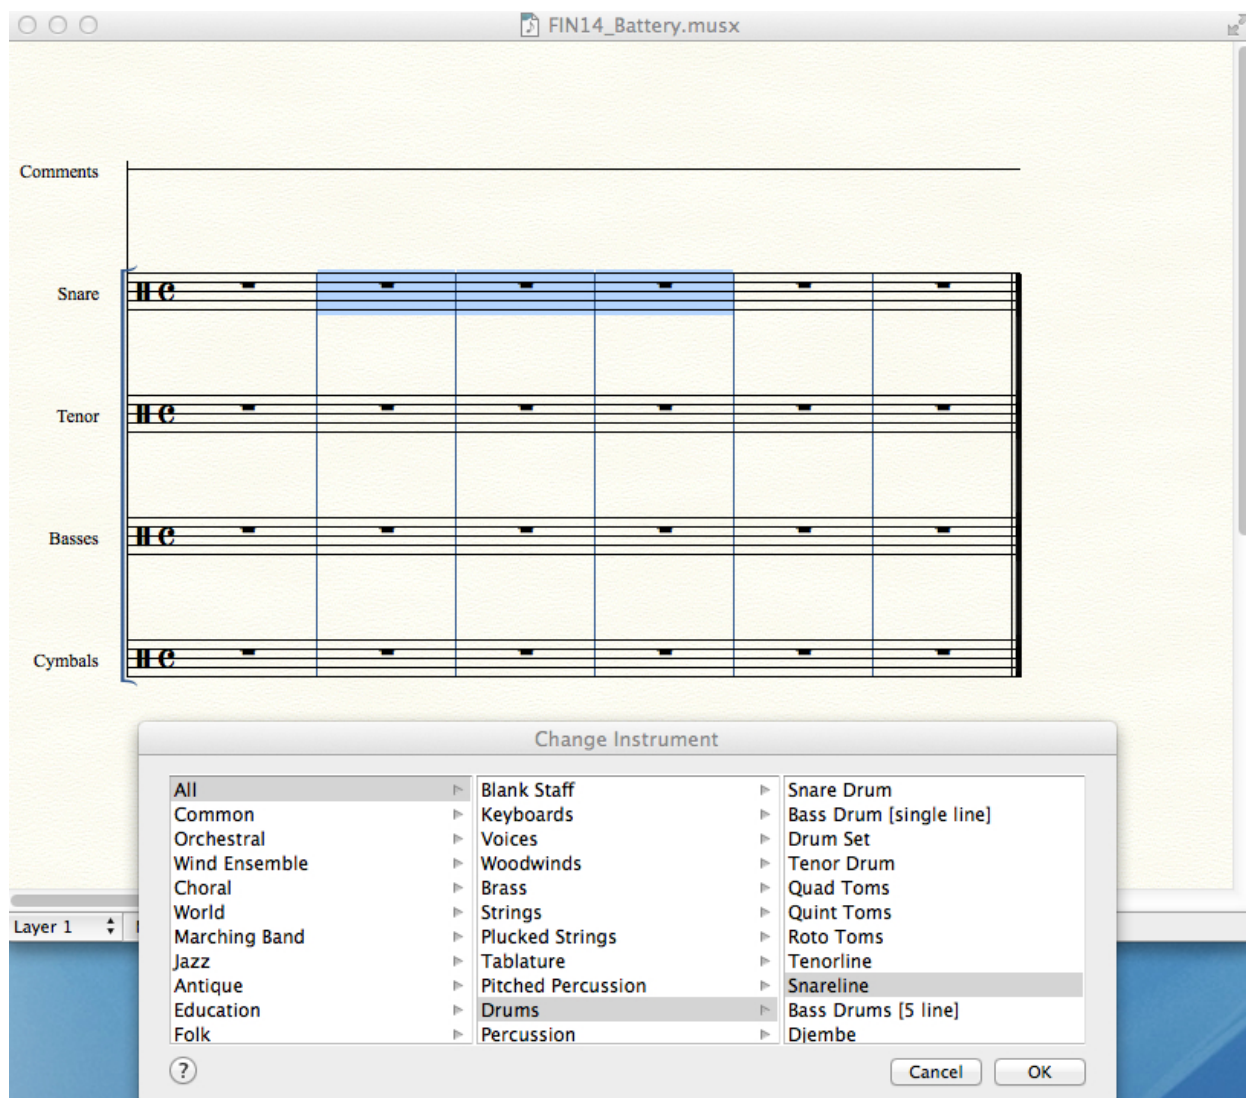 FIN14_Battery.musx
Comments
Snare
Tenor
Basses
Cymbals
Change Instrument
All
Common
Orchestral
Wind Ensemble
Choral
World
Marching Band
Jazz
Antique
Education
Folk
Blank Staff
Keyboards
Voices
Woodwinds
Brass
Strings
Plucked Strings
Tablature
Pitched Percussion
Drums
Percussion
Snare Drum
Bass Drum [single line]
Drum Set
Tenor Drum
Quad Toms
Quint Toms
Roto Toms
Tenorline
Snareline
Bass Drums [5 line]
Djembe
Layer 1
?
Cancel
OK